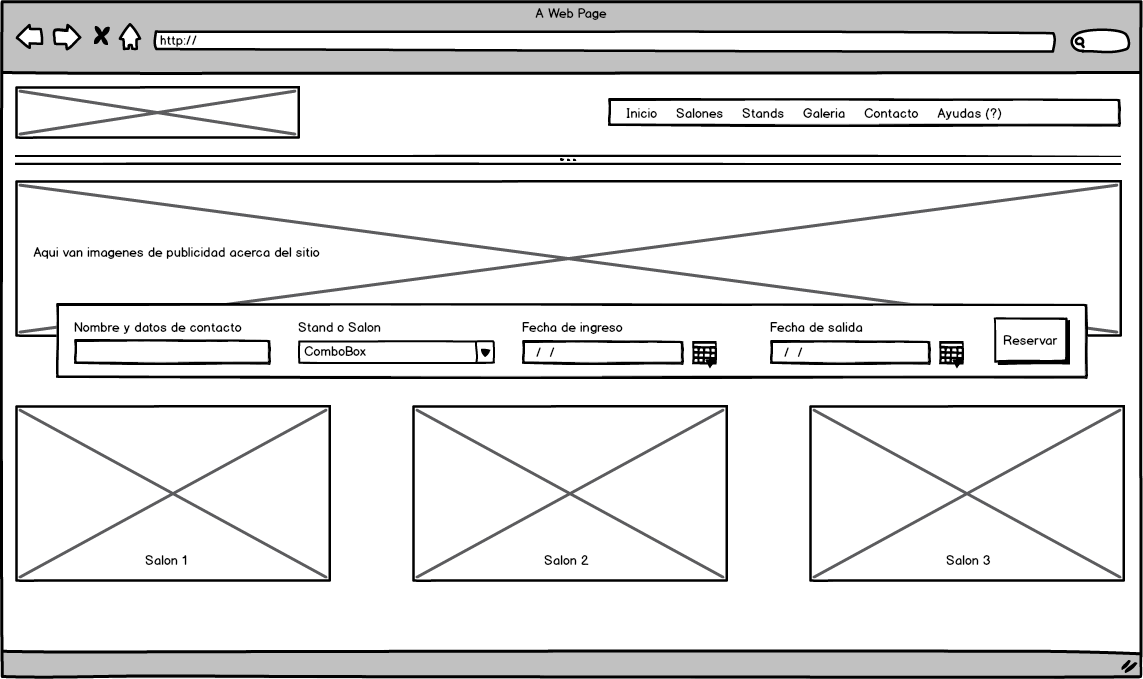 A Web Page
http://
Inicio Salones Stands Galeria Contacto Ayudas (?)
Aqui van imagenes de publicidad acerca del sitio
Nombre y datos de contacto Stand o Salon Fecha de ingreso Fecha de salida
ComboBox / / / / Reservar
Salon 1 Salon 2 Salon 3